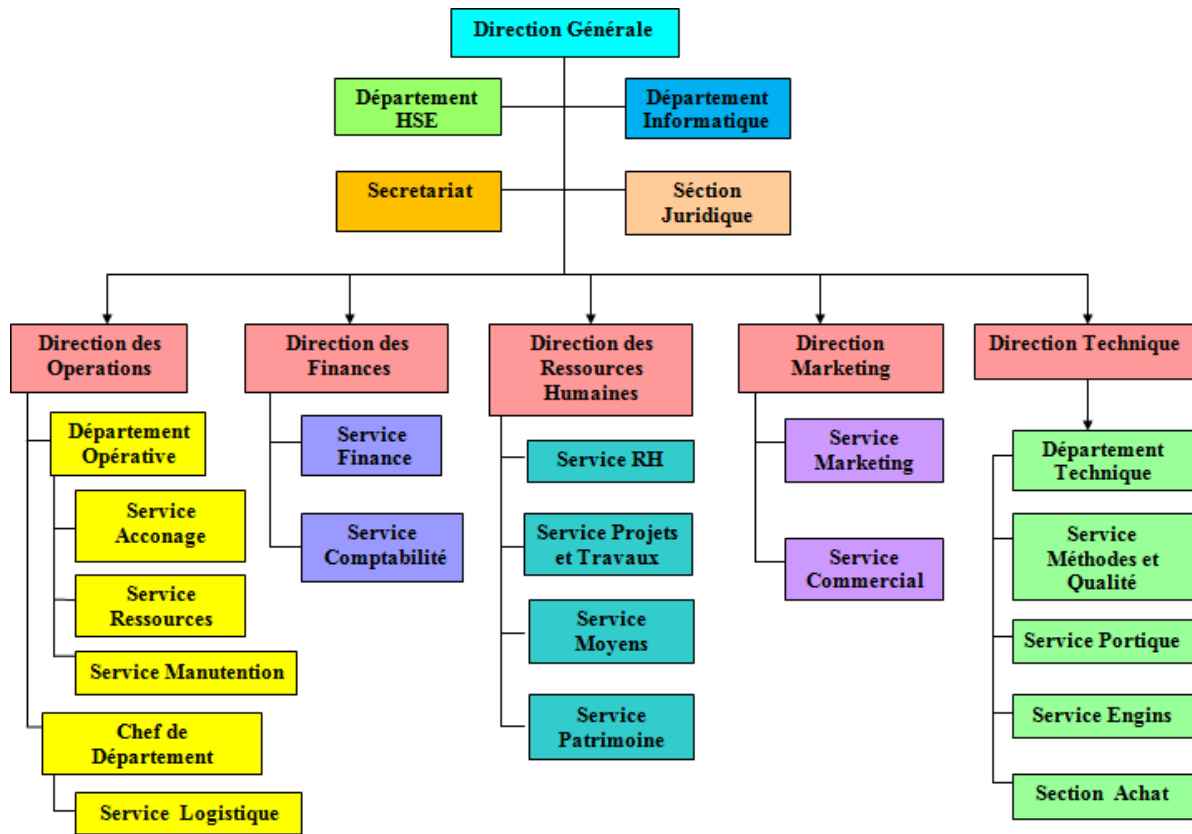 Direction Générale
Département
HSE
Département
Informatique
Secretariat
Séction
Juridique
Direction des
Operations
Direction des
Finances
Direction des
Ressources
Humaines
Direction
Marketing
Direction Technique
Département
Opérative
Service
Acconage
Service
Ressources
Service Manutention
Chef de
Département
Service Logistique
Service
Finance
Service
Comptabilité
Service RH
Service Projets
et Travaux
Service
Moyens
Service
Patrimoine
Service
Marketing
Service
Commercial
Département
Technique
Service
Méthodes et
Qualité
Service Portique
Service Engins
Section Achat